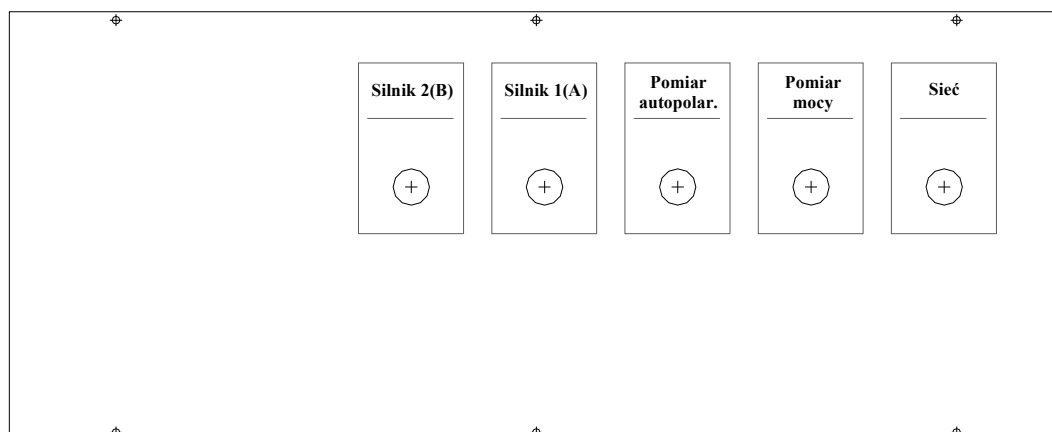 Silnik 2(B)
Silnik 1(A)
Pomiar
autopolar.
Pomiar
mocy
Sieć